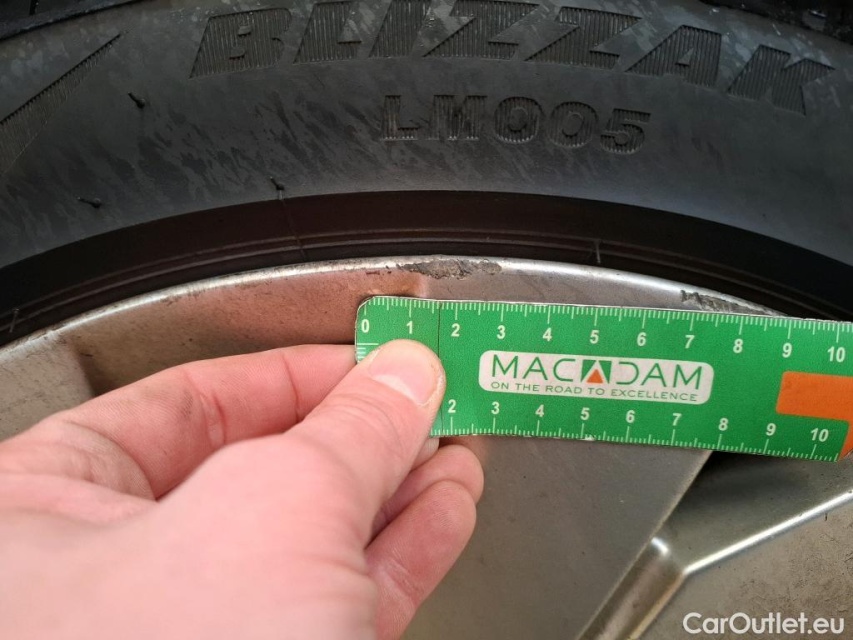 BLIZZAK
LM005
0 1 2 3 4 5 6 7 8 9 10
MACADAM
ON THE ROAD TO EXCELLENCE
2 3 4 5 6 7 8 9 10
CarOutlet.eu